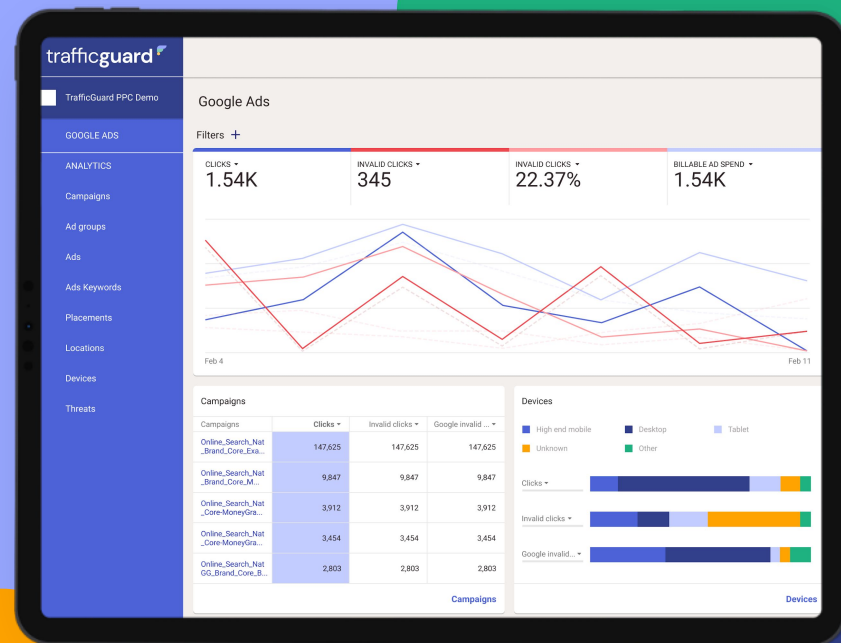 trafficguard
TrafficGuard PPC Demo
GOOGLE ADS
ANALYTICS
Campaigns
Ad groups
Ads
Ads Keywords
Placements
Locations
Devices
Threats
Google Ads
Filters +
CLICKS
1.54K
INVALID CLICKS
345
INVALID CLICKS
22.37%
BILLABLE AD SPEND
1.54K
Feb 4
Feb 11
Campaigns
Campaigns Clicks Invalid clicks Google invalid ...
Online_Search_Nat
_Brand_Core_Exa... 147,625 147,625 147,625
Online_Search_Nat
_Brand_Core_M... 9,847 9,847 9,847
Online_Search_Nat
_Core-MoneyGra... 3,912 3,912 3,912
Online_Search_Nat
_Core-MoneyGra... 3,454 3,454 3,454
Online_Search_Nat
GG_Brand_Core_B... 2,803 2,803 2,803
Campaigns
Devices
High end mobile Desktop Tablet
Unknown Other
Clicks
Invalid clicks
Google invalid...
Devices